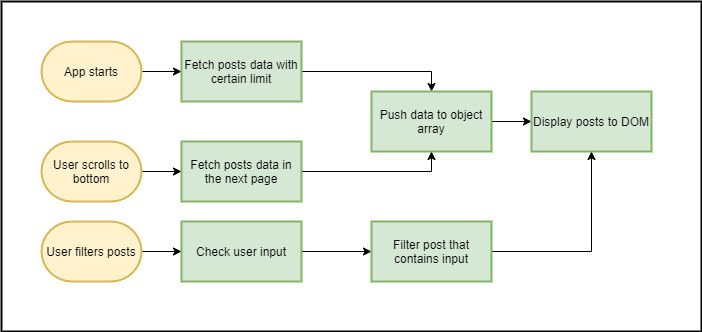 App starts
Fetch posts data with
certain limit
Push data to object
array
Display posts to DOM
User scrolls to
bottom
Fetch posts data in
the next page
User filters posts
Check user input
Filter post that
contains input